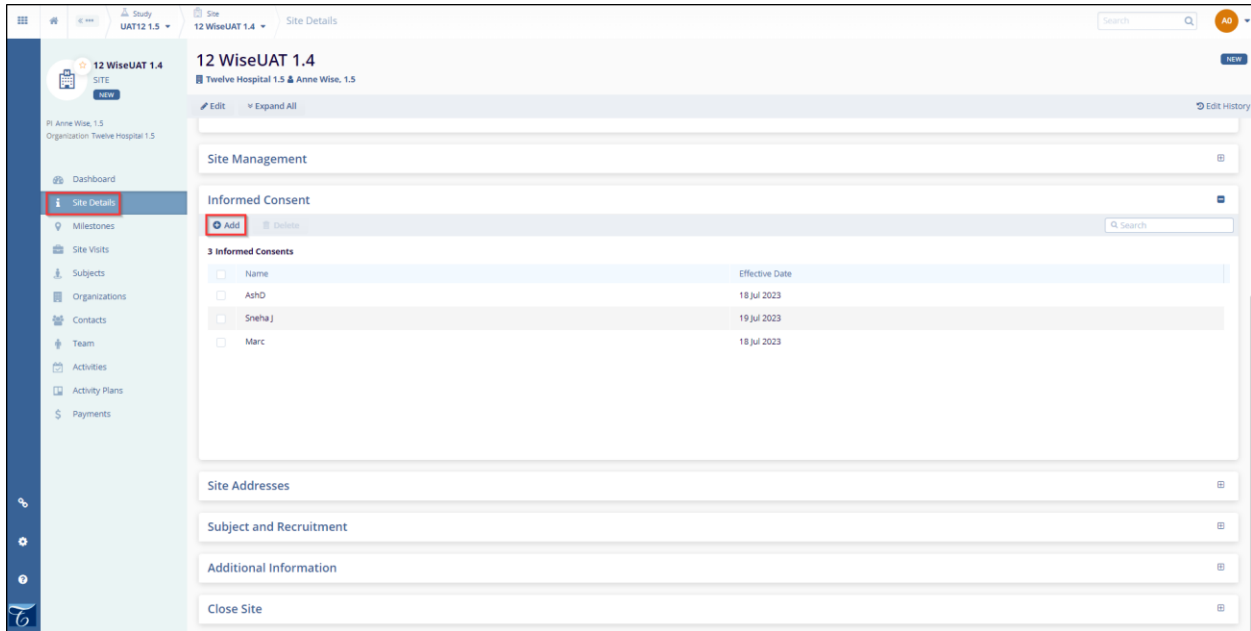 Study
UAT12 1.5
Site
12 WiseUAT 1.4
Site Details
Search
AO
12 WiseUAT 1.4
SITE
NEW
PI Anne Wise, 1.5
Organization Twelve Hospital 1.5
Dashboard
Site Details
Milestones
Site Visits
Subjects
Organizations
Contacts
Team
Activities
Activity Plans
Payments
12 WiseUAT 1.4
NEW
Twelve Hospital 1.5 Anne Wise, 1.5
Edit Expand All Edit History
Site Management
Informed Consent
Add Delete Search
3 Informed Consents
Name Effective Date
AshD 18 Jul 2023
Sneha J 19 Jul 2023
Marc 18 Jul 2023
Site Addresses
Subject and Recruitment
Additional Information
Close Site